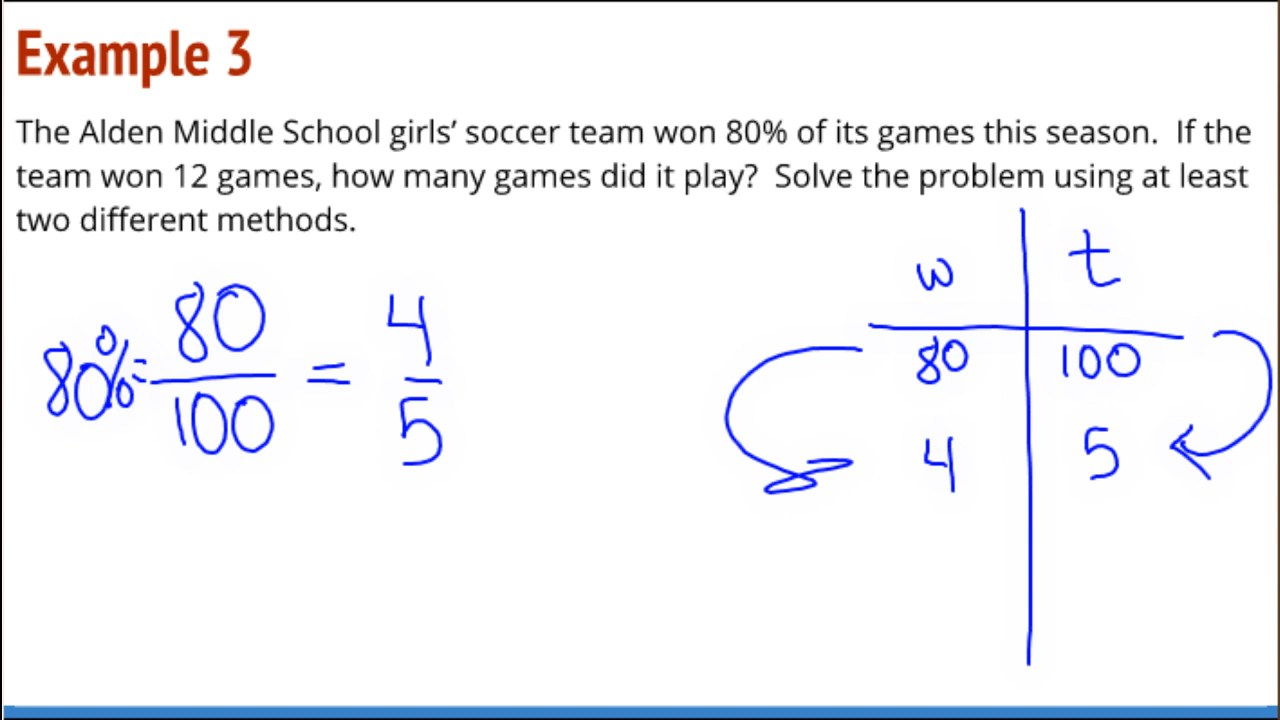 Example 3
The Alden Middle School girls’ soccer team won 80% of its games this season. If the
team won 12 games, how many games did it play? Solve the problem using at least
two different methods.
80% = 80/100 = 4/5
w t
80 100
4 5